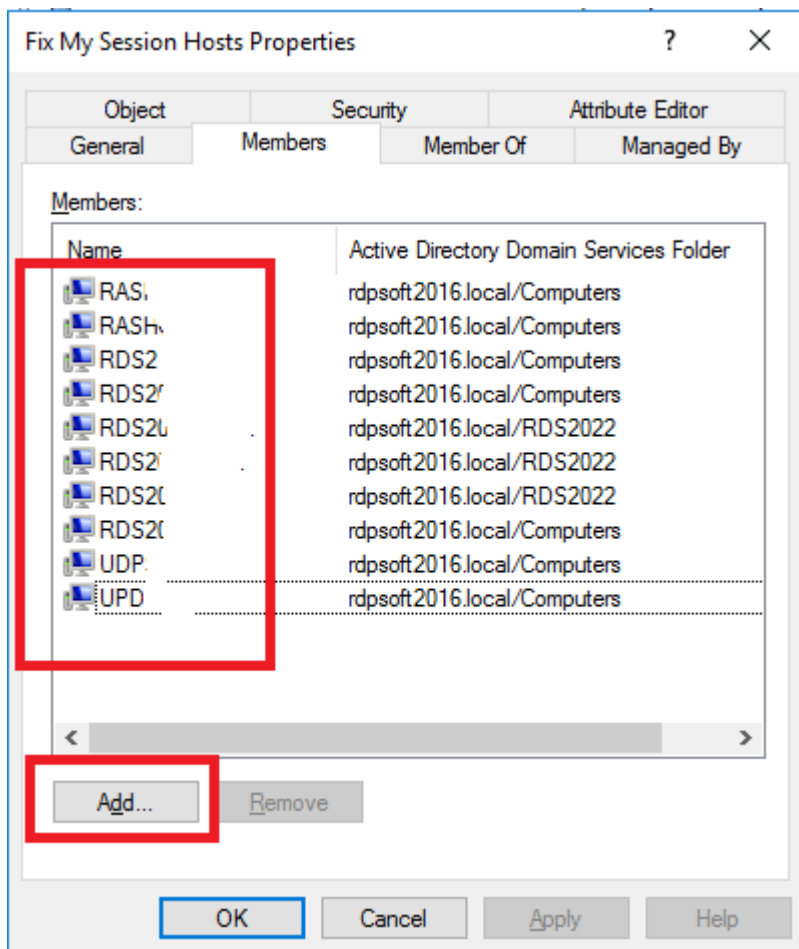 Fix My Session Hosts Properties ? X
Object Security Attribute Editor
General Members Member Of Managed By
Members:
Name Active Directory Domain Services Folder
rdpsoft2016.local/Computers
rdpsoft2016.local/Computers
RDS2 rdpsoft2016.local/Computers
rdpsoft2016.local/Computers
rdpsoft2016.local/RDS2022
rdpsoft2016.local/RDS2022
rdpsoft2016.local/RDS2022
rdpsoft2016.local/Computers
UDP rdpsoft2016.local/Computers
UPD rdpsoft2016.local/Computers
Add... Remove
OK Cancel Apply Help